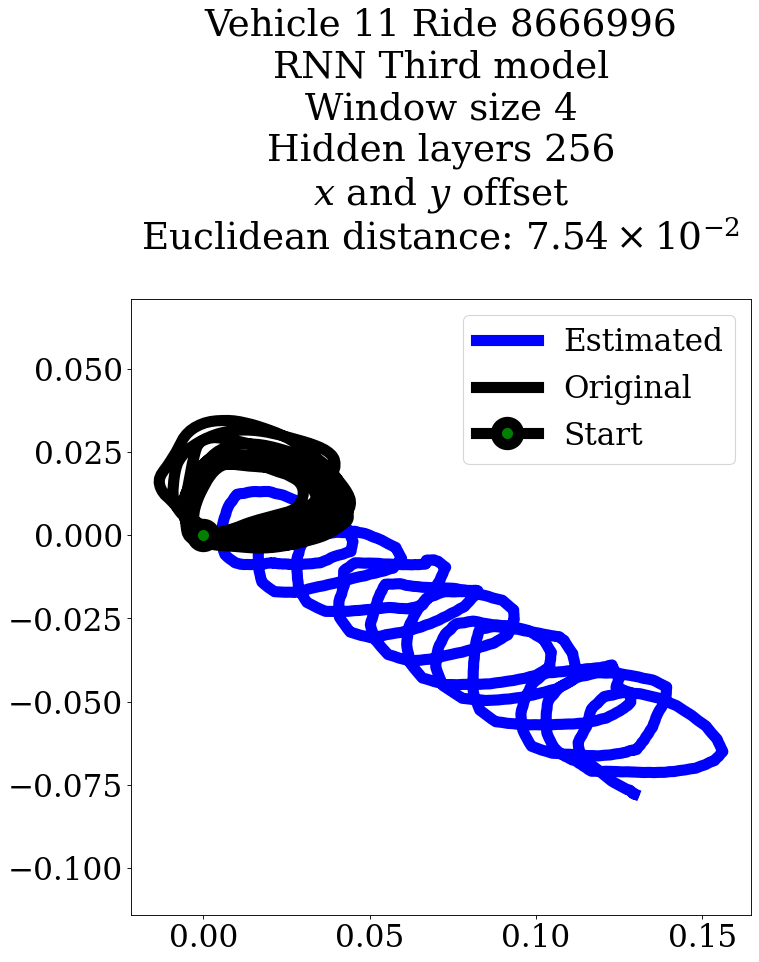 Vehicle 11 Ride 8666996
RNN Third model
Window size 4
Hidden layers 256
x and y offset
Euclidean distance: 7.54 × 10⁻²
Estimated
Original
Start
0.050
0.025
0.000
−0.025
−0.050
−0.075
−0.100
0.00 0.05 0.10 0.15